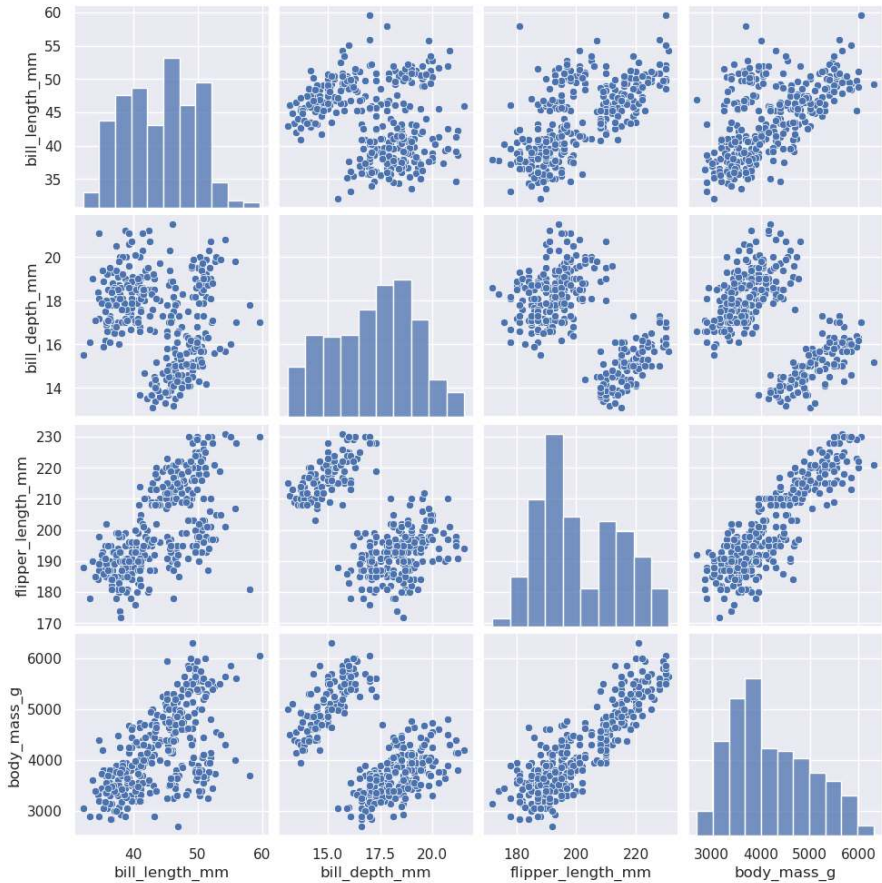 60
55
50
45
40
35
bill_length_mm
20
18
16
14
bill_depth_mm
230
220
210
200
190
180
170
flipper_length_mm
6000
5000
4000
3000
body_mass_g
40 50 60
15.0 17.5 20.0
180 200 220
3000 4000 5000 6000
bill_length_mm
bill_depth_mm
flipper_length_mm
body_mass_g